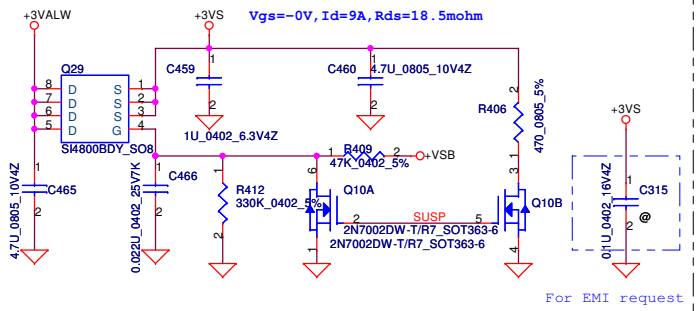 +3VALW
+3VS
Vgs=-0V,Id=9A,Rds=18.5mohm
Q29
8 D S 1
7 D S 2
6 D S 3
5 D G 4
SI4800BDY_SO8
C459
1
2
1U_0402_6.3V4Z
C460
4.7U_0805_10V4Z
1
2
R406
470_0805_5%
2
1
+3VS
C465
1
2
4.7U_0805_10V4Z
C466
1
2
0.022U_0402_25V7K
R412
330K_0402_5%
1
2
R409
1
2
47K_0402_5%
+VSB
6
Q10A
2
1
SUSP
3
5
Q10B
4
2N7002DW-T/R7_SOT363-6
2N7002DW-T/R7_SOT363-6
C315
1
2
@
0.1U_0402_16V4Z
For EMI request